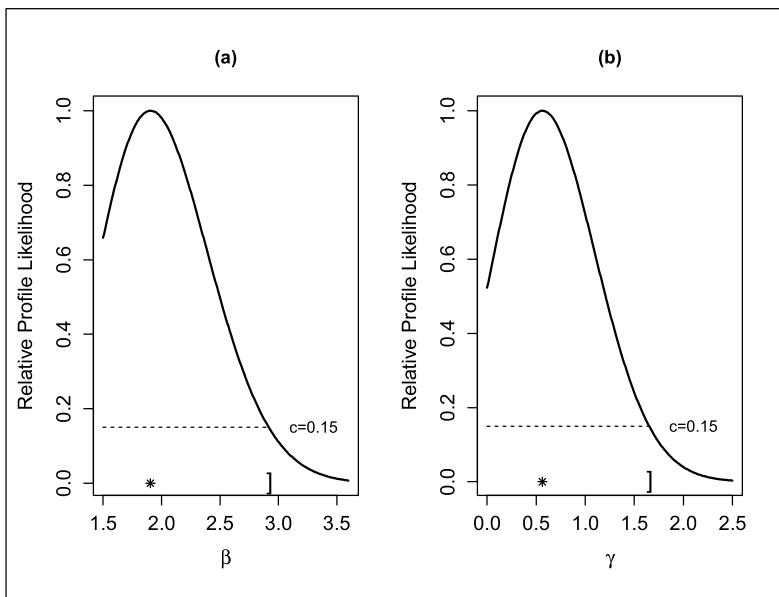 (a)
Relative Profile Likelihood
1.0
0.8
0.6
0.4
0.2
0.0
c=0.15
*
]
1.5 2.0 2.5 3.0 3.5
β
(b)
Relative Profile Likelihood
1.0
0.8
0.6
0.4
0.2
0.0
c=0.15
*
]
0.0 0.5 1.0 1.5 2.0 2.5
γ